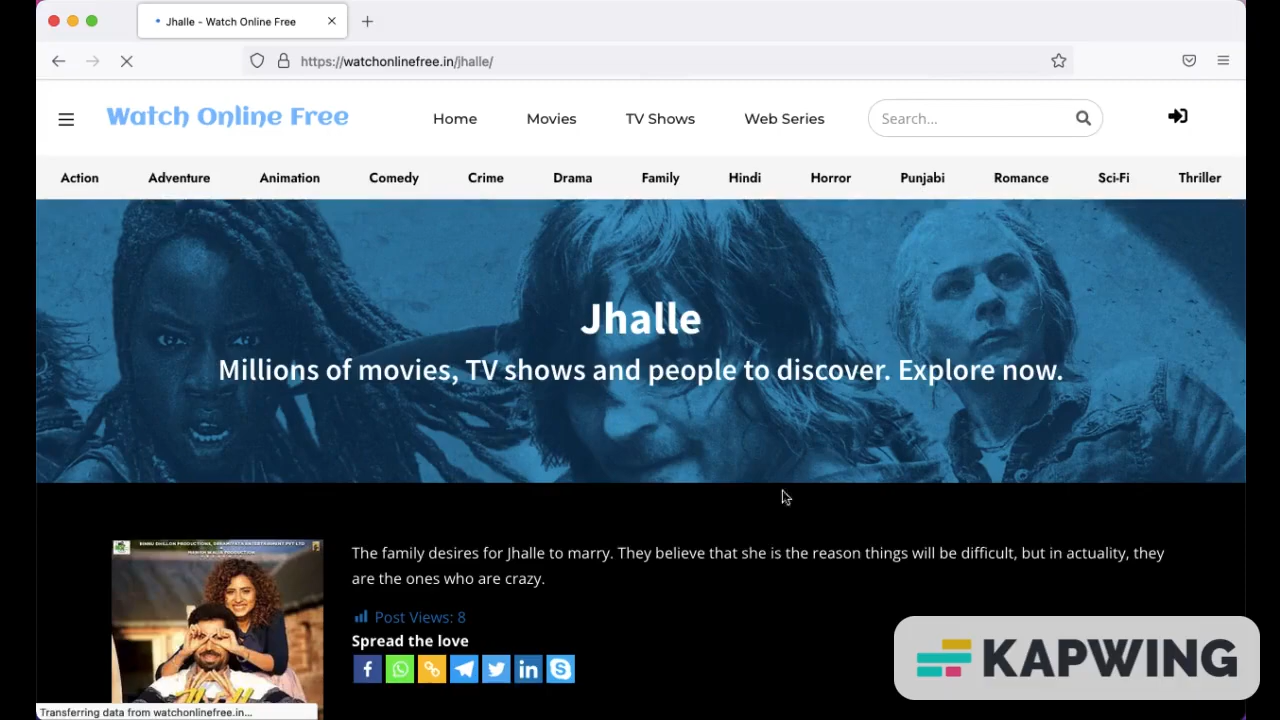 Jhalle - Watch Online Free
https://watchonlinefree.in/jhalle/
Watch Online Free
Home Movies TV Shows Web Series Search...
Action Adventure Animation Comedy Crime Drama Family Hindi Horror Punjabi Romance Sci-Fi Thriller
Jhalle
Millions of movies, TV shows and people to discover. Explore now.
The family desires for Jhalle to marry. They believe that she is the reason things will be difficult, but in actuality, they
are the ones who are crazy.
Post Views: 8
Spread the love
KAPWING
Transferring data from watchonlinefree.in...